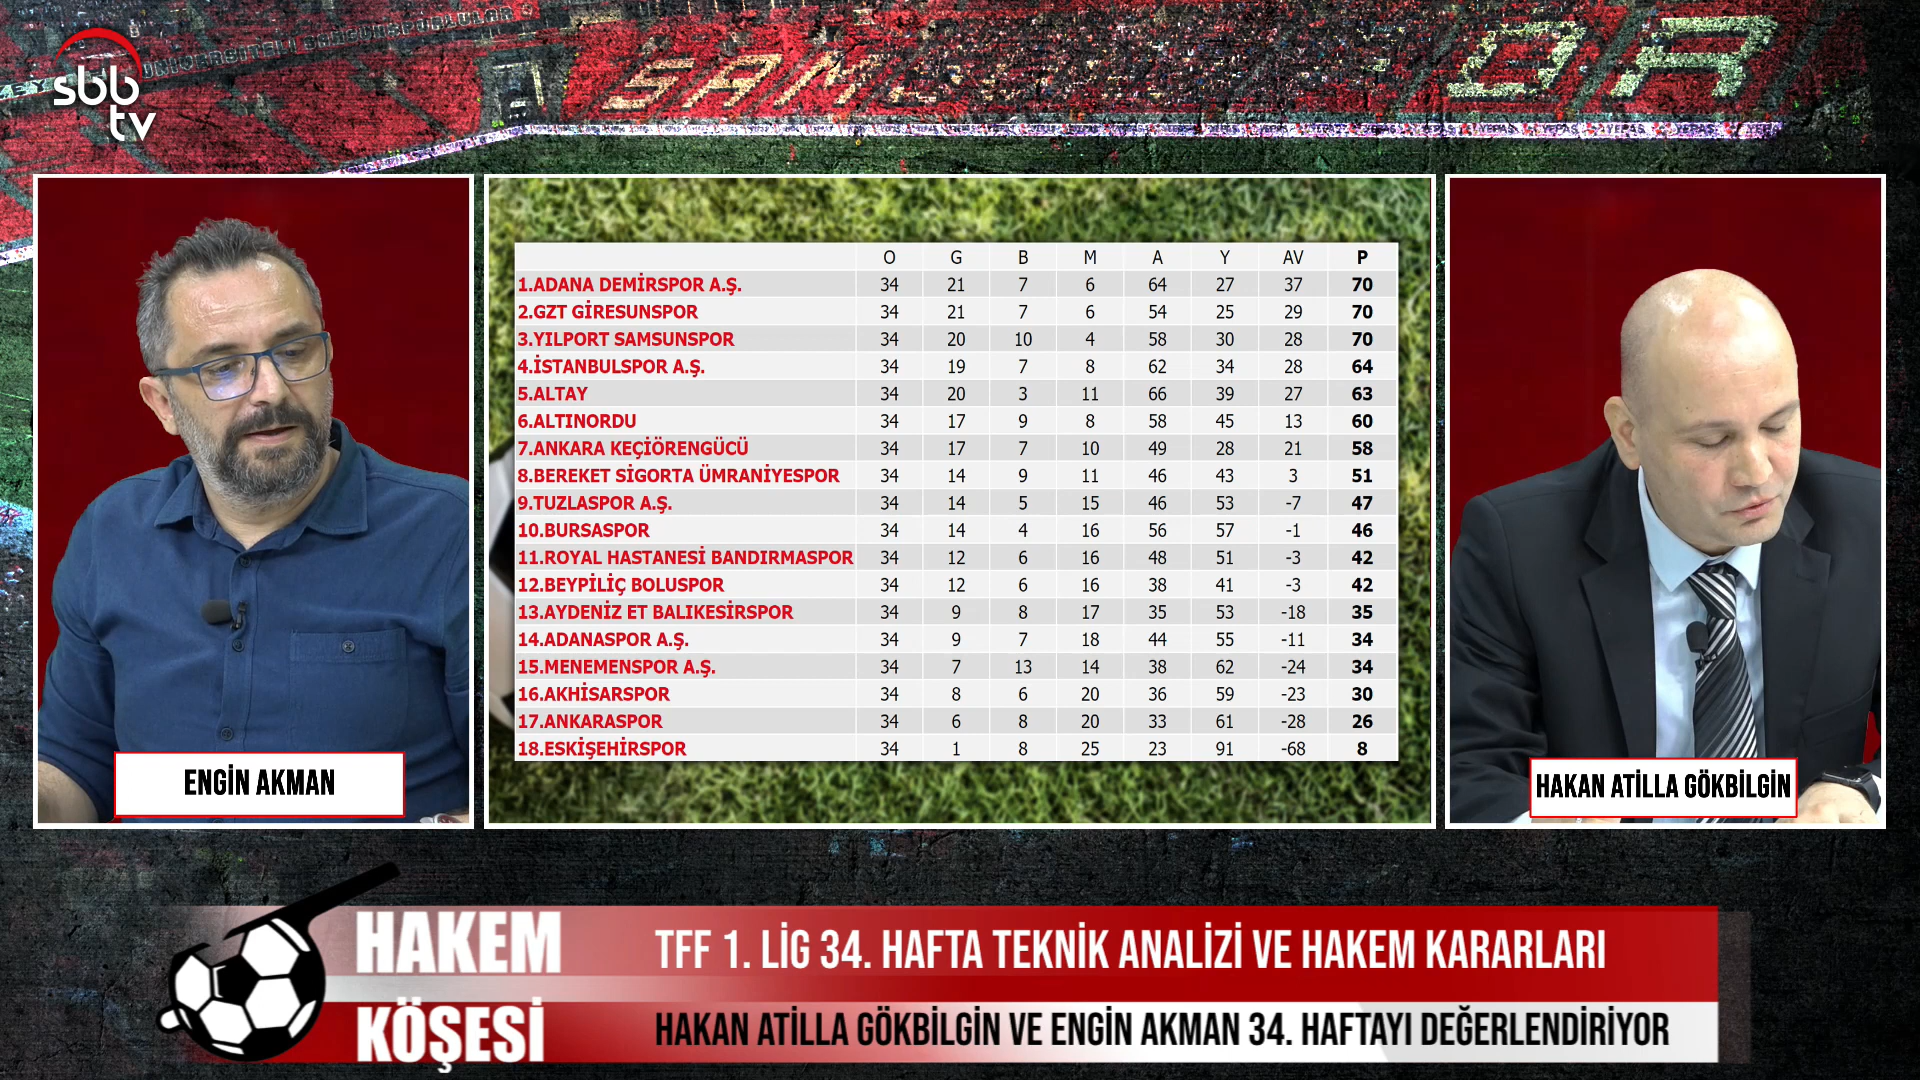 sbb
tv
ÜNİVERSİTELİ SAMSUNSPORLULAR
YEPAŞ
O G B M A Y AV P
1.ADANA DEMİRSPOR A.Ş. 34 21 7 6 64 27 37 70
2.GZT GİRESUNSPOR 34 21 7 6 54 25 29 70
3.YILPORT SAMSUNSPOR 34 20 10 4 58 30 28 70
4.İSTANBULSPOR A.Ş. 34 19 7 8 62 34 28 64
5.ALTAY 34 20 3 11 66 39 27 63
6.ALTINORDU 34 17 9 8 58 45 13 60
7.ANKARA KEÇİÖRENGÜCÜ 34 17 7 10 49 28 21 58
8.BEREKET SİGORTA ÜMRANİYESPOR 34 14 9 11 46 43 3 51
9.TUZLASPOR A.Ş. 34 14 5 15 46 53 -7 47
10.BURSASPOR 34 14 4 16 56 57 -1 46
11.ROYAL HASTANESİ BANDIRMASPOR 34 12 6 16 48 51 -3 42
12.BEYPİLİÇ BOLUSPOR 34 12 6 16 38 41 -3 42
13.AYDENİZ ET BALIKESİRSPOR 34 9 8 17 35 53 -18 35
14.ADANASPOR A.Ş. 34 9 7 18 44 55 -11 34
15.MENEMENSPOR A.Ş. 34 7 13 14 38 62 -24 34
16.AKHİSARSPOR 34 8 6 20 36 59 -23 30
17.ANKARASPOR 34 6 8 20 33 61 -28 26
18.ESKİŞEHİRSPOR 34 1 8 25 23 91 -68 8
ENGİN AKMAN
HAKAN ATİLLA GÖKBİLGİN
HAKEM
KÖŞESİ
TFF 1. LİG 34. HAFTA TEKNİK ANALİZİ VE HAKEM KARARLARI
HAKAN ATİLLA GÖKBİLGİN VE ENGİN AKMAN 34. HAFTAYI DEĞERLENDİRİYOR